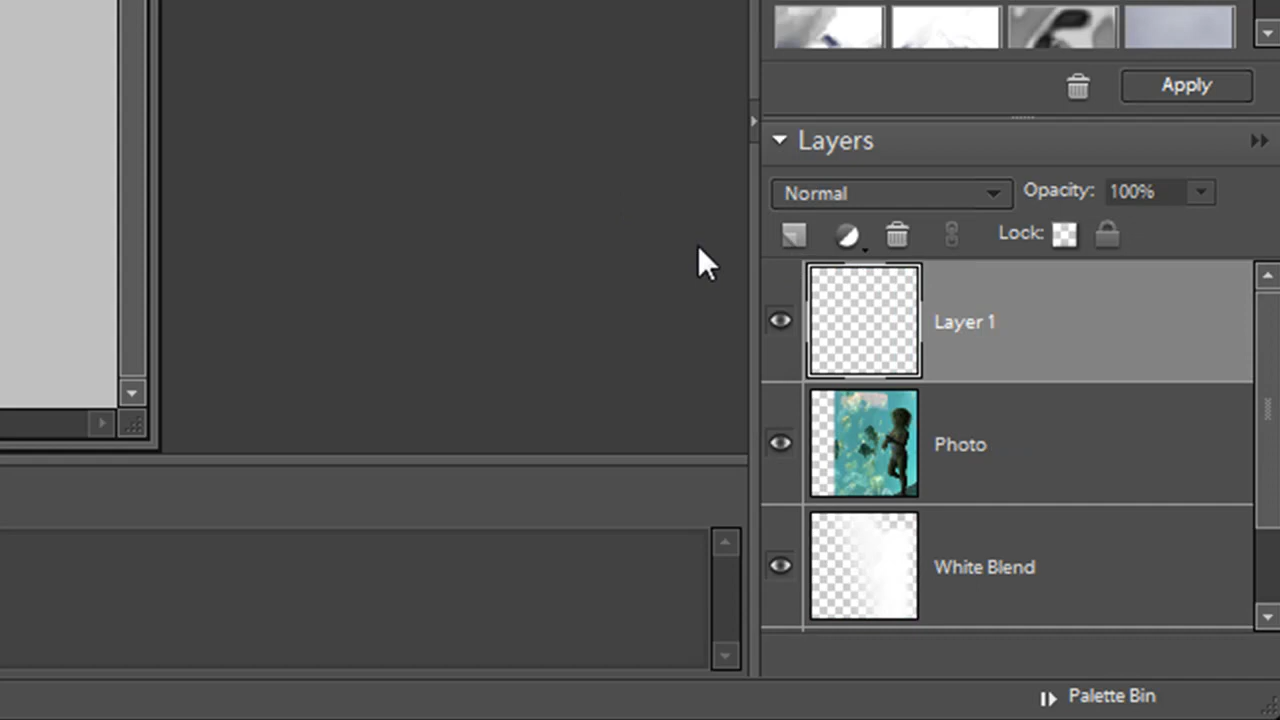 Apply
Layers
Normal
Opacity: 100%
Lock:
Layer 1
Photo
White Blend
Palette Bin